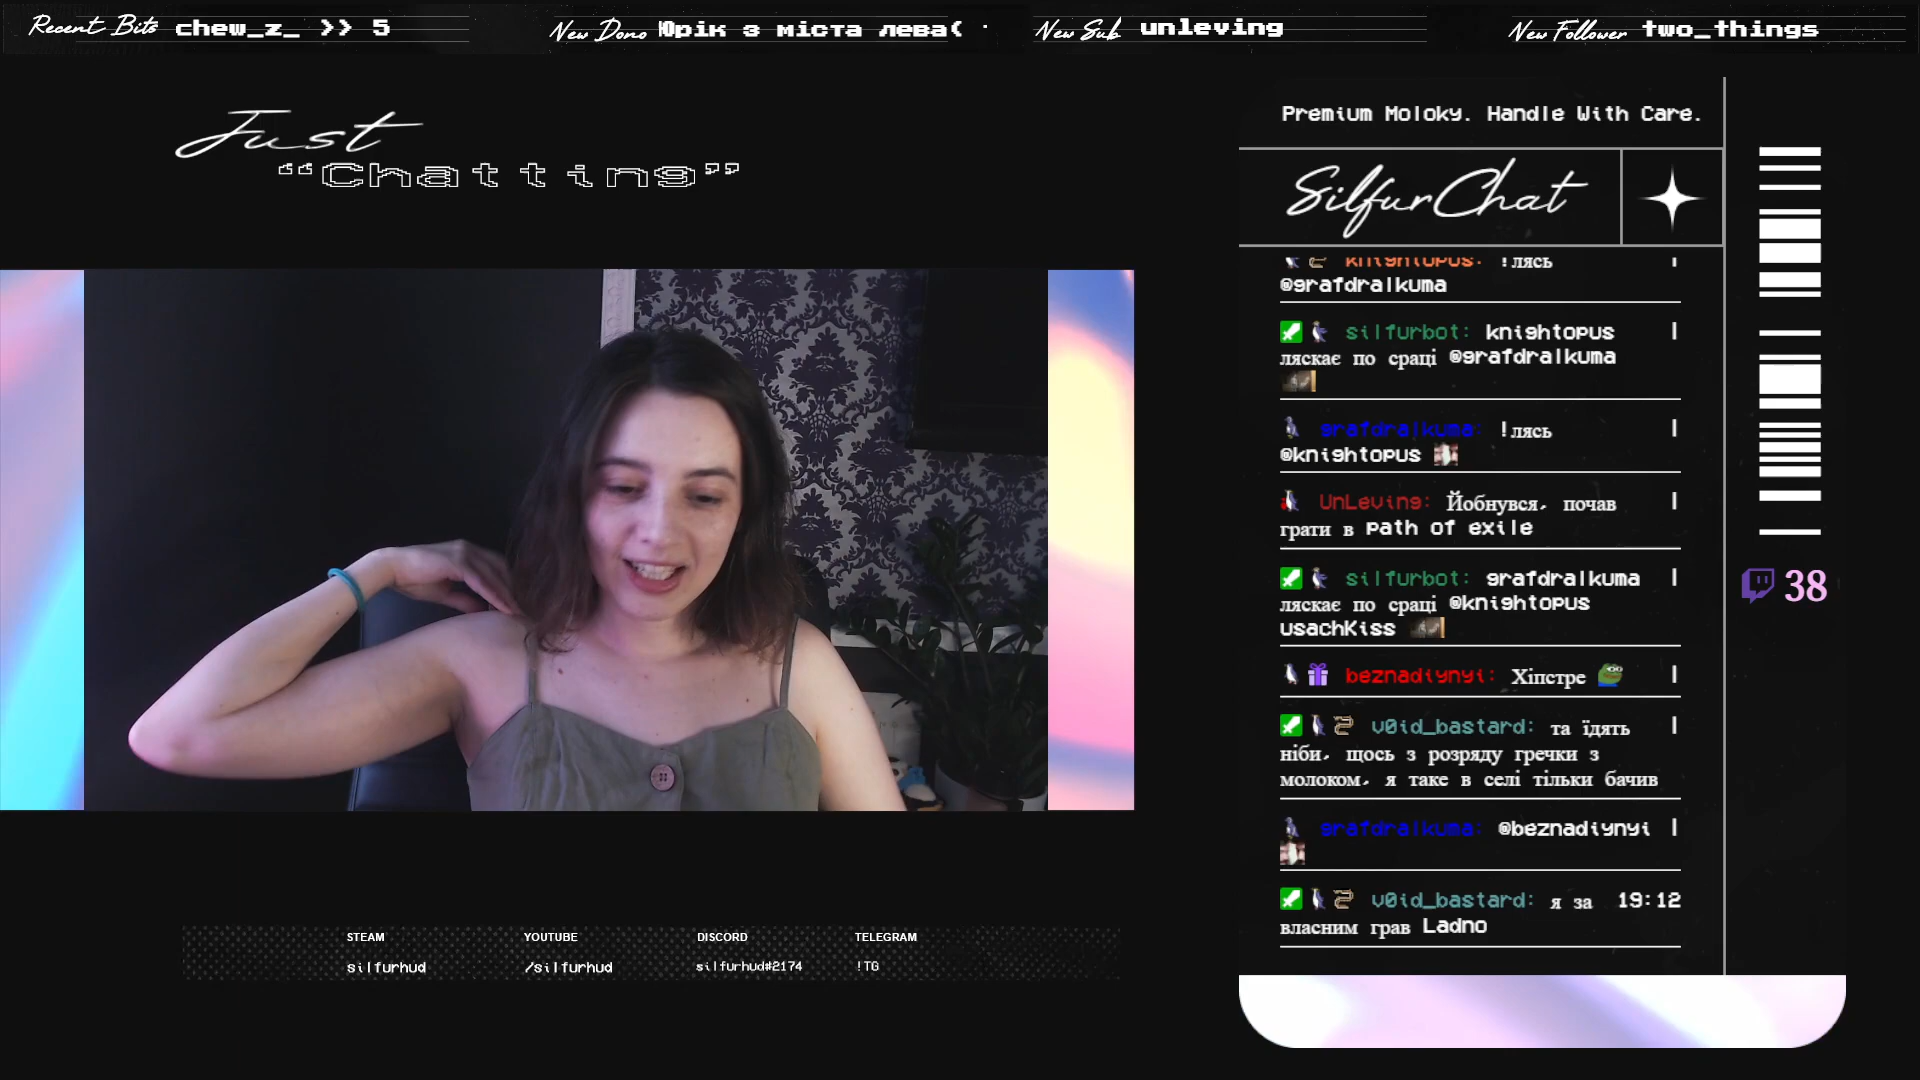 Recent Bits chew_z_ >> 5
New Dono Юрік з міста лева(
New Sub unleving
New Follower two_things
Just
"Chatting"
Premium Moloky. Handle With Care.
SilfurChat
knightopus: !лясь
@grafdralkuma
silfurbot: knightopus
ляскає по сраці @grafdralkuma
grafdralkuma: !лясь
@knightopus
UnLeving: Йобнувся, почав
грати в path of exile
silfurbot: grafdralkuma
ляскає по сраці @knightopus
usachKiss
beznadiynyi: Хіпстре
v0id_bastard: та їдять
ніби, щось з розряду гречки з
молоком, я таке в селі тільки бачив
grafdralkuma: @beznadiynyi
v0id_bastard: я за 19:12
власним грав Ladno
38
STEAM YOUTUBE DISCORD TELEGRAM
silfurhud /silfurhud silfurhud#2174 !TG